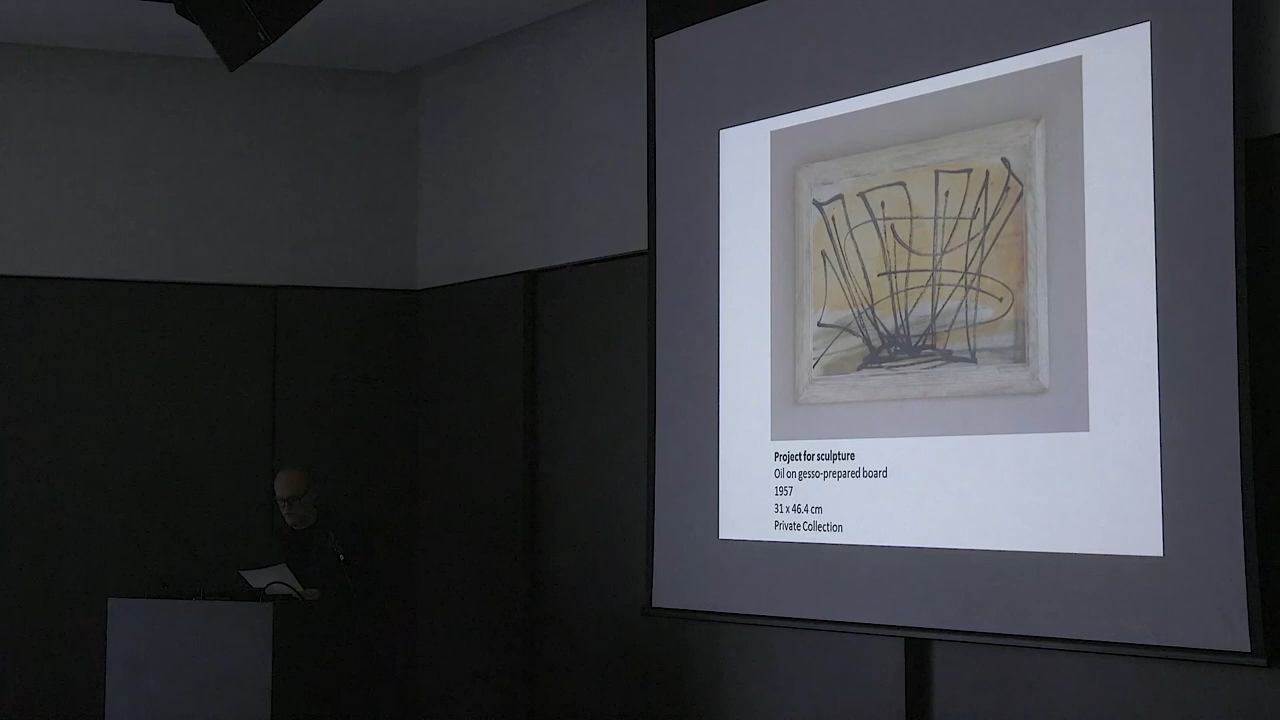 Project for sculpture
Oil on gesso-prepared board
1957
31 x 46.4 cm
Private Collection